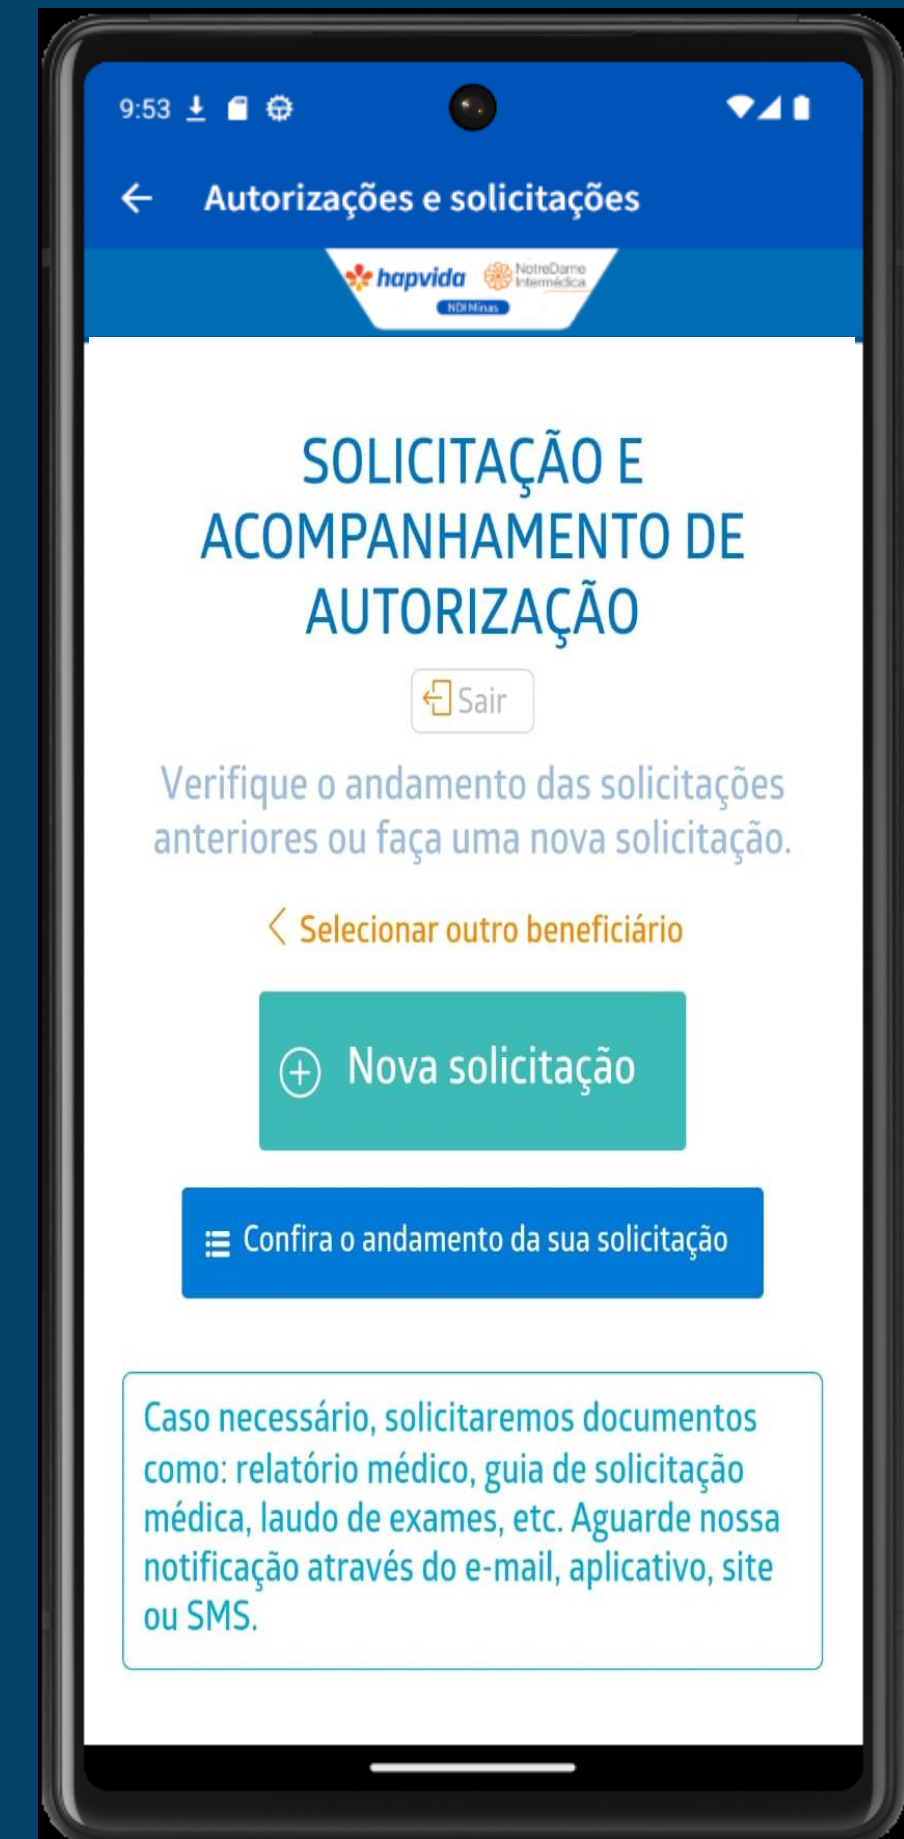 9:53
Autorizações e solicitações
hapvida NotreDame
Intermédica
NDI Minas
SOLICITAÇÃO E
ACOMPANHAMENTO DE
AUTORIZAÇÃO
Sair
Verifique o andamento das solicitações
anteriores ou faça uma nova solicitação.
Selecionar outro beneficiário
Nova solicitação
Confira o andamento da sua solicitação
Caso necessário, solicitaremos documentos
como: relatório médico, guia de solicitação
médica, laudo de exames, etc. Aguarde nossa
notificação através do e-mail, aplicativo, site
ou SMS.